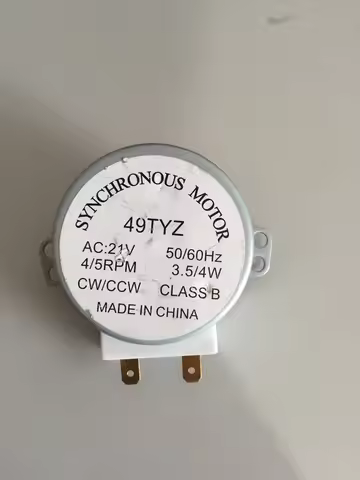 SYNCHRONOUS MOTOR
49TYZ
AC:21V 50/60Hz
4/5RPM 3.5/4W
CW/CCW CLASS B
MADE IN CHINA